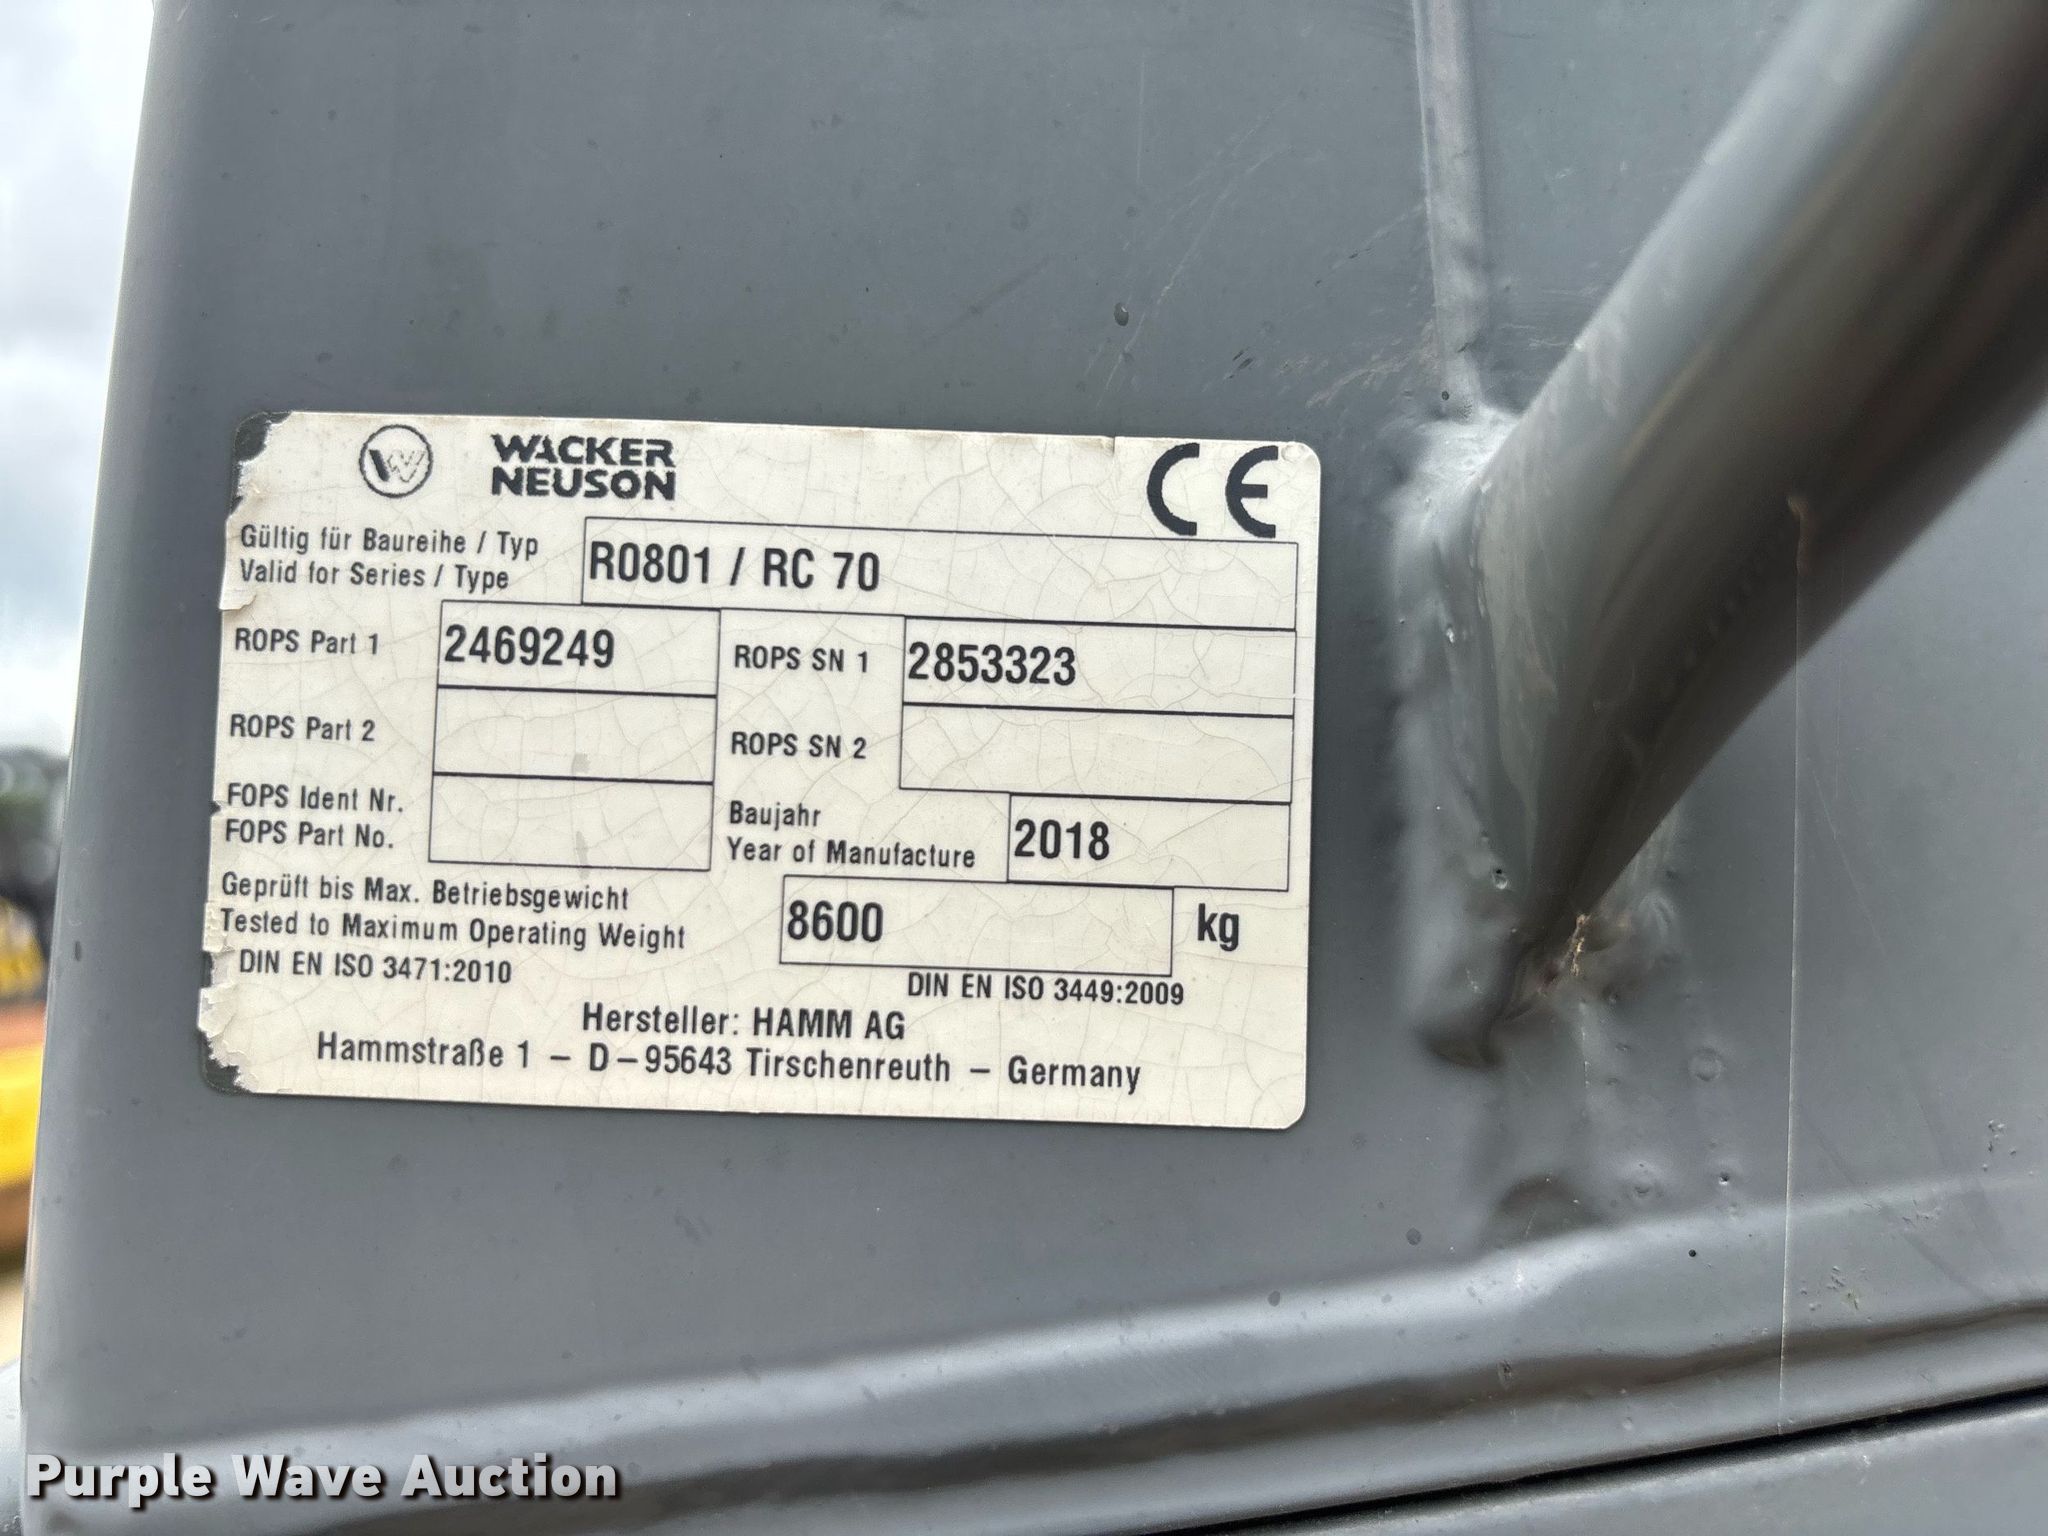 W
WACKER
NEUSON
CE
Gültig für Baureihe / Typ
Valid for Series / Type
R0801 / RC 70
ROPS Part 1
2469249
ROPS SN 1
2853323
ROPS Part 2
ROPS SN 2
FOPS Ident Nr.
FOPS Part No.
Baujahr
Year of Manufacture
2018
Geprüft bis Max. Betriebsgewicht
Tested to Maximum Operating Weight
8600
kg
DIN EN ISO 3471:2010
DIN EN ISO 3449:2009
Hersteller: HAMM AG
Hammstraße 1 – D–95643 Tirschenreuth – Germany
Purple Wave Auction